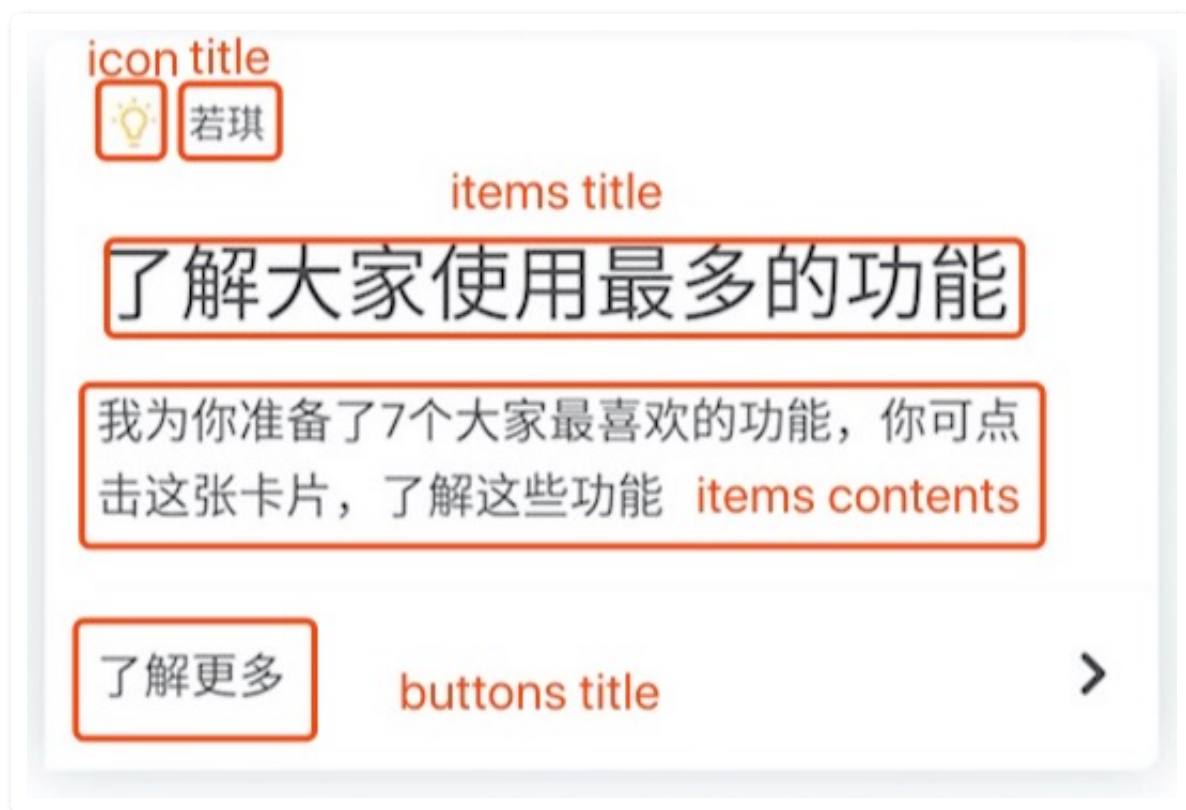 icon title
若琪
items title
了解大家使用最多的功能
我为你准备了7个大家最喜欢的功能，你可点
击这张卡片，了解这些功能 items contents
了解更多
buttons title